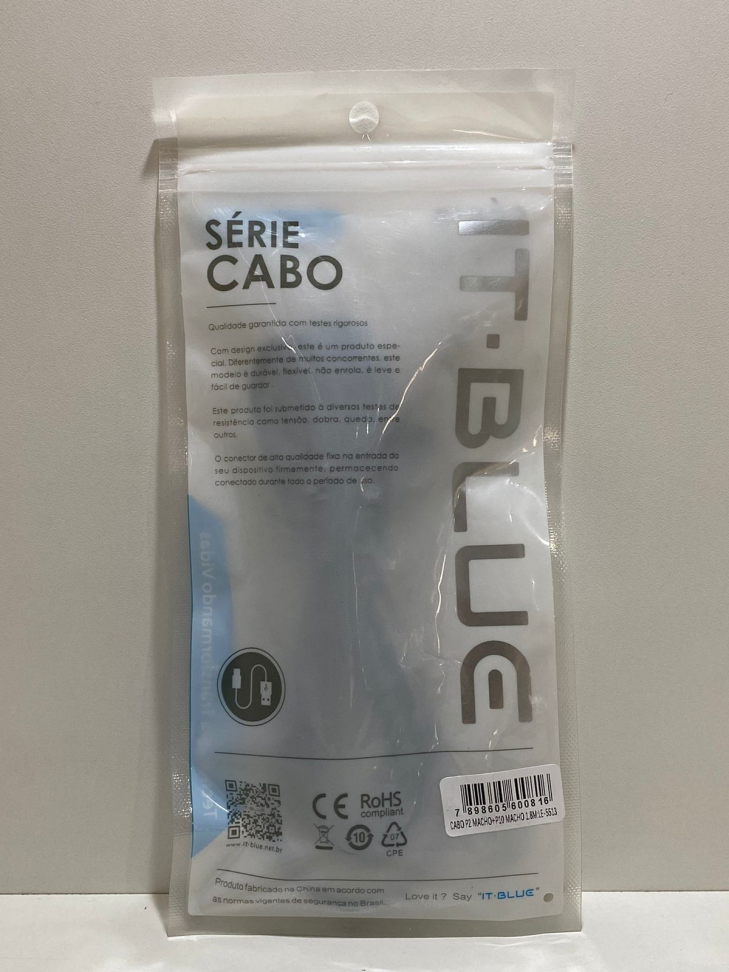 SÉRIE
CABO
Qualidade garantida com testes rigorosos
Com design exclusivo este é um produto espe-
cial. Diferentemente de muitos concorrentes, este
modelo é durável, flexível, não enrola, é leve e
fácil de guardar
Este produto foi submetido à diversos testes de
resistência como tensão, dobra, queda, entre
outros.
O conector de alta qualidade fixa na entrada do
seu dispositivo firmemente, permacecendo
conectado durante todo o período de uso.
IT·BLUE
Transformando Vidas
www.it-blue.net.br
CE RoHS
compliant
10
07
CPE
7 898605 600816
CABO P2 MACHO+P10 MACHO 1.8M LE-SS13
Produto fabricado na China em acordo com
as normas vigentes de segurança no Brasil.
Love it ? Say "IT·BLUE"